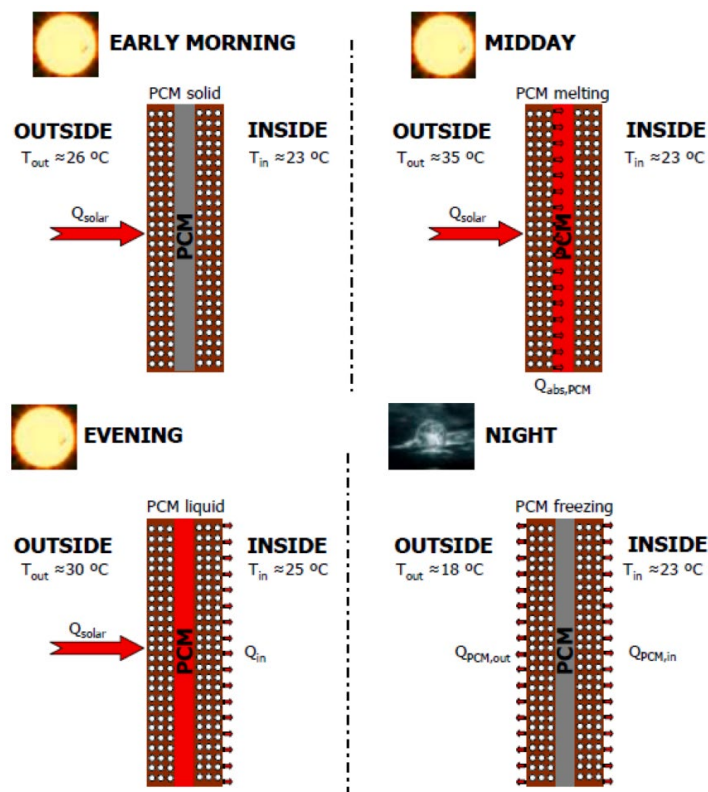 EARLY MORNING
PCM solid
OUTSIDE
INSIDE
Tout ≈26 ºC
Tin ≈23 ºC
Qsolar
PCM
MIDDAY
PCM melting
OUTSIDE
INSIDE
Tout ≈35 ºC
Tin ≈23 ºC
Qsolar
PCM
Qabs,PCM
EVENING
PCM liquid
OUTSIDE
INSIDE
Tout ≈30 ºC
Tin ≈25 ºC
Qsolar
PCM
Qin
NIGHT
PCM freezing
OUTSIDE
INSIDE
Tout ≈18 ºC
Tin ≈23 ºC
QPCM,out
PCM
QPCM,in